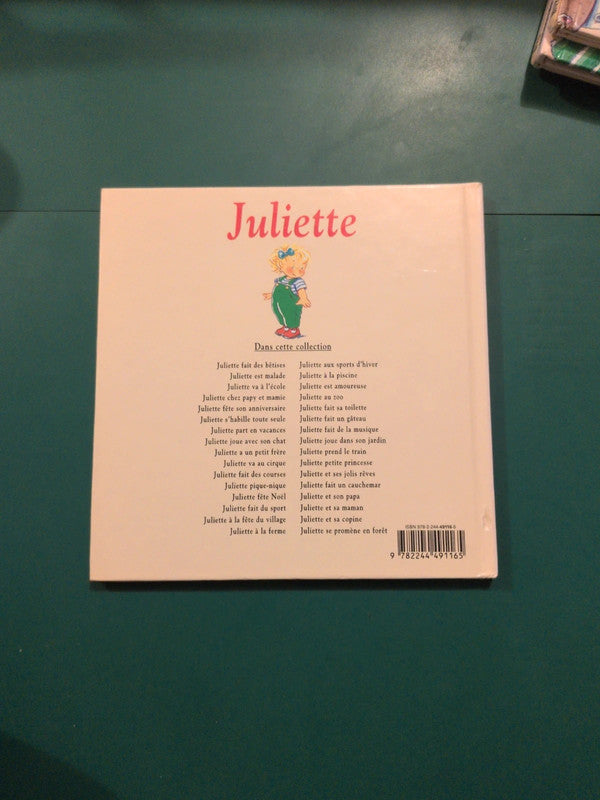 Juliette
Dans cette collection
Juliette fait des bêtises
Juliette est malade
Juliette va à l'école
Juliette chez papy et mamie
Juliette fête son anniversaire
Juliette s'habille toute seule
Juliette part en vacances
Juliette joue avec son chat
Juliette a un petit frère
Juliette va au cirque
Juliette fait des courses
Juliette pique-nique
Juliette fête Noël
Juliette fait du sport
Juliette à la fête du village
Juliette à la ferme
Juliette aux sports d'hiver
Juliette à la piscine
Juliette est amoureuse
Juliette au zoo
Juliette fait sa toilette
Juliette fait un gâteau
Juliette fait de la musique
Juliette joue dans son jardin
Juliette prend le train
Juliette petite princesse
Juliette et ses jolis rêves
Juliette fait un cauchemar
Juliette et son papa
Juliette et sa maman
Juliette et sa copine
Juliette se promène en forêt
ISBN 978-2-244-49116-5
9 782244 491165